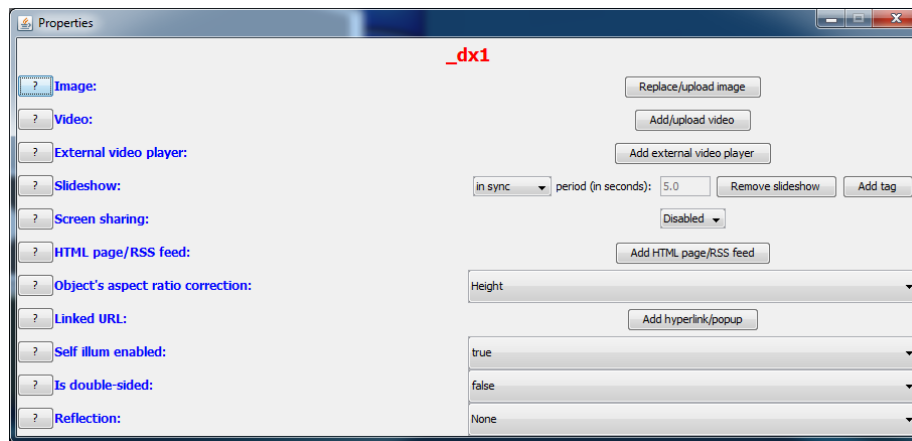 Properties
_dx1
? Image: Replace/upload image
? Video: Add/upload video
? External video player: Add external video player
? Slideshow: in sync period (in seconds): 5.0 Remove slideshow Add tag
? Screen sharing: Disabled
? HTML page/RSS feed: Add HTML page/RSS feed
? Object's aspect ratio correction: Height
? Linked URL: Add hyperlink/popup
? Self illum enabled: true
? Is double-sided: false
? Reflection: None